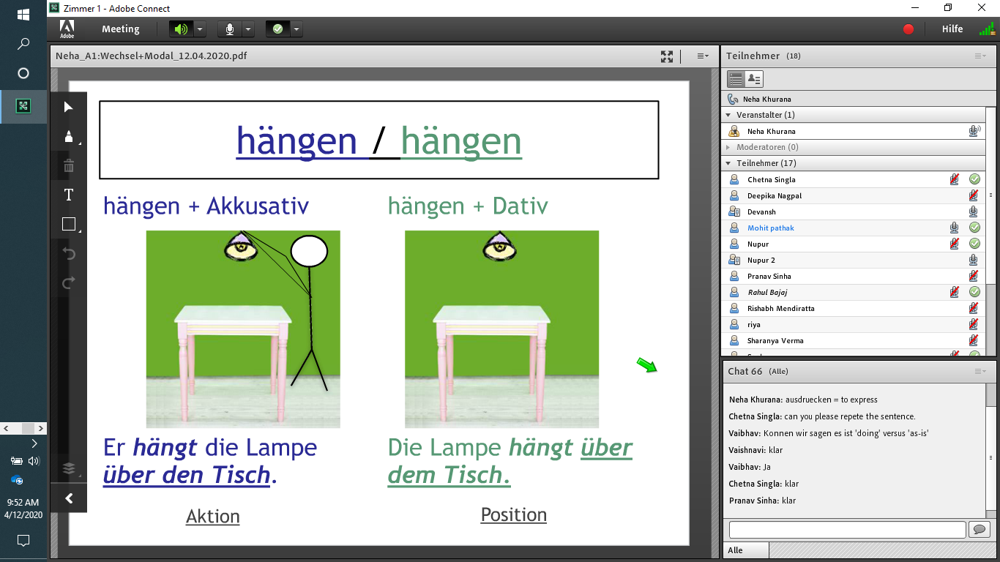 Zimmer 1 - Adobe Connect
Adobe
Meeting
Hilfe
Neha_A1:Wechsel+Modal_12.04.2020.pdf
hängen / hängen
hängen + Akkusativ
hängen + Dativ
Er hängt die Lampe
über den Tisch.
Aktion
Die Lampe hängt über
dem Tisch.
Position
T
Teilnehmer (18)
Neha Khurana
Veranstalter (1)
Neha Khurana
Moderatoren (0)
Teilnehmer (17)
Chetna Singla
Deepika Nagpal
Devansh
Mohit pathak
Nupur
Nupur 2
Pranav Sinha
Rahul Bajaj
Rishabh Mendiratta
riya
Sharanya Verma
Chat 66 (Alle)
Neha Khurana: ausdruecken = to express
Chetna Singla: can you please repete the sentence.
Vaibhav: Konnen wir sagen es ist 'doing' versus 'as-is'
Vaishnavi: klar
Vaibhav: Ja
Chetna Singla: klar
Pranav Sinha: klar
Alle
9:52 AM
4/12/2020